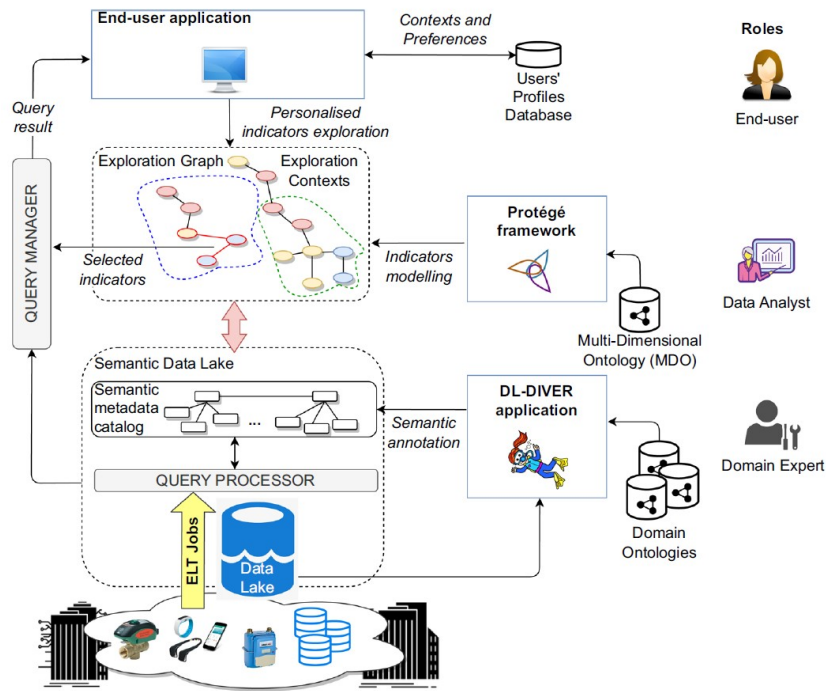 End-user application
Contexts and
Preferences
Roles
Users'
Profiles
Database
End-user
Query
result
Personalised
indicators exploration
Exploration Graph
Exploration
Contexts
Protégé
framework
QUERY MANAGER
Selected
indicators
Indicators
modelling
Data Analyst
Multi-Dimensional
Ontology (MDO)
Semantic Data Lake
Semantic
metadata
catalog
...
Semantic
annotation
DL-DIVER
application
Domain Expert
QUERY PROCESSOR
ELT Jobs
Data
Lake
Domain
Ontologies